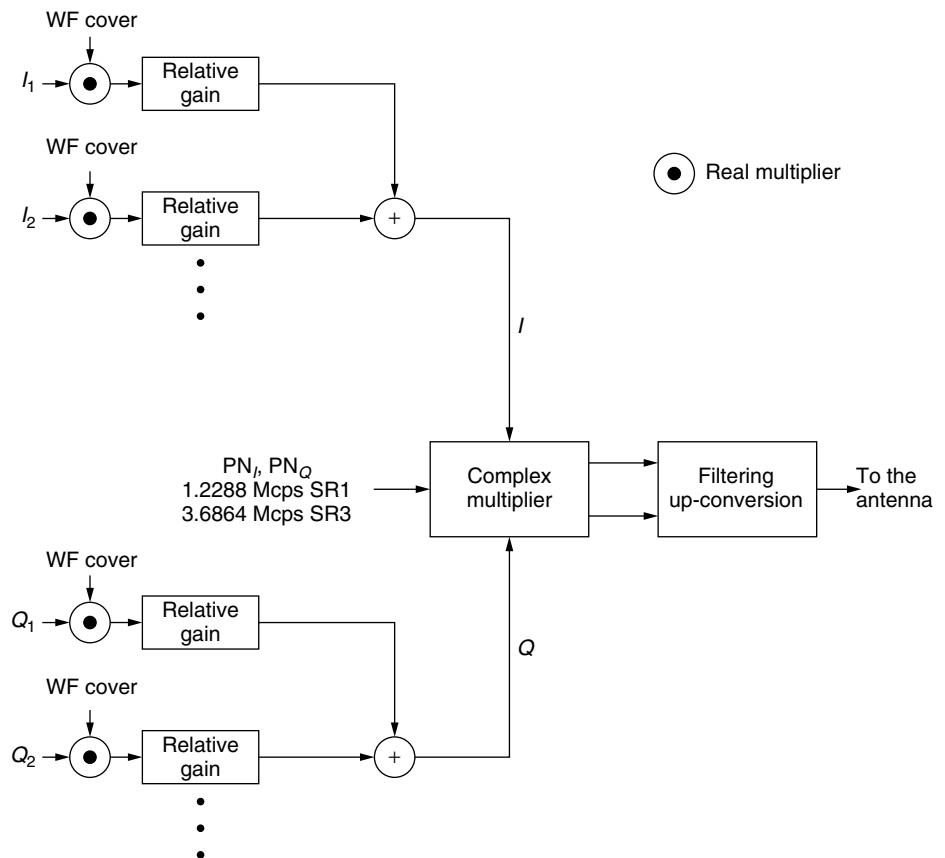 WF cover
I₁
Relative
gain
WF cover
I₂
Relative
gain
+
Real multiplier
I
PN_I, PN_Q
1.2288 Mcps SR1
3.6864 Mcps SR3
Complex
multiplier
Filtering
up-conversion
To the
antenna
WF cover
Q₁
Relative
gain
Q
WF cover
Q₂
Relative
gain
+